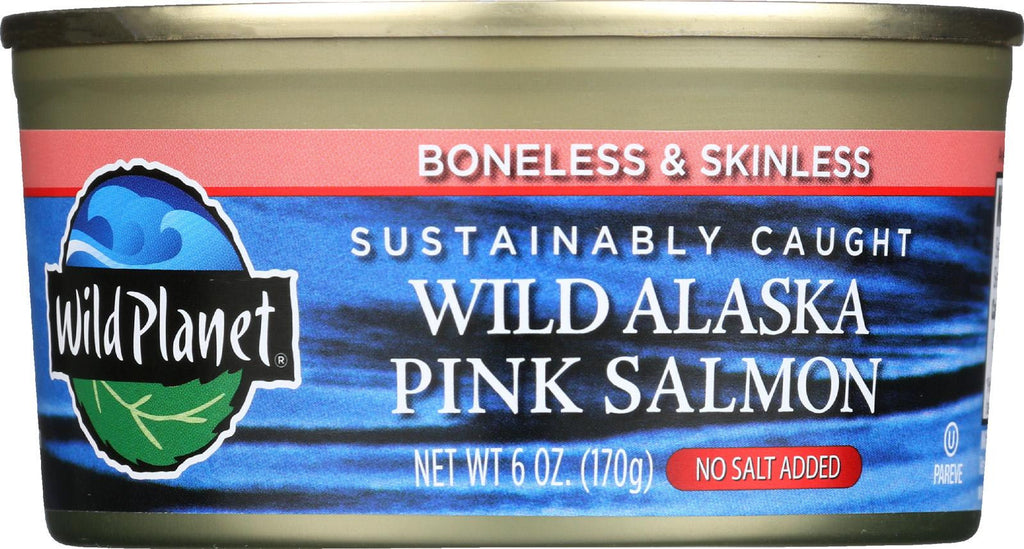 BONELESS & SKINLESS
SUSTAINABLY CAUGHT
Wild Planet®
WILD ALASKA
PINK SALMON
NET WT 6 OZ. (170g)
NO SALT ADDED
U
PAREVE